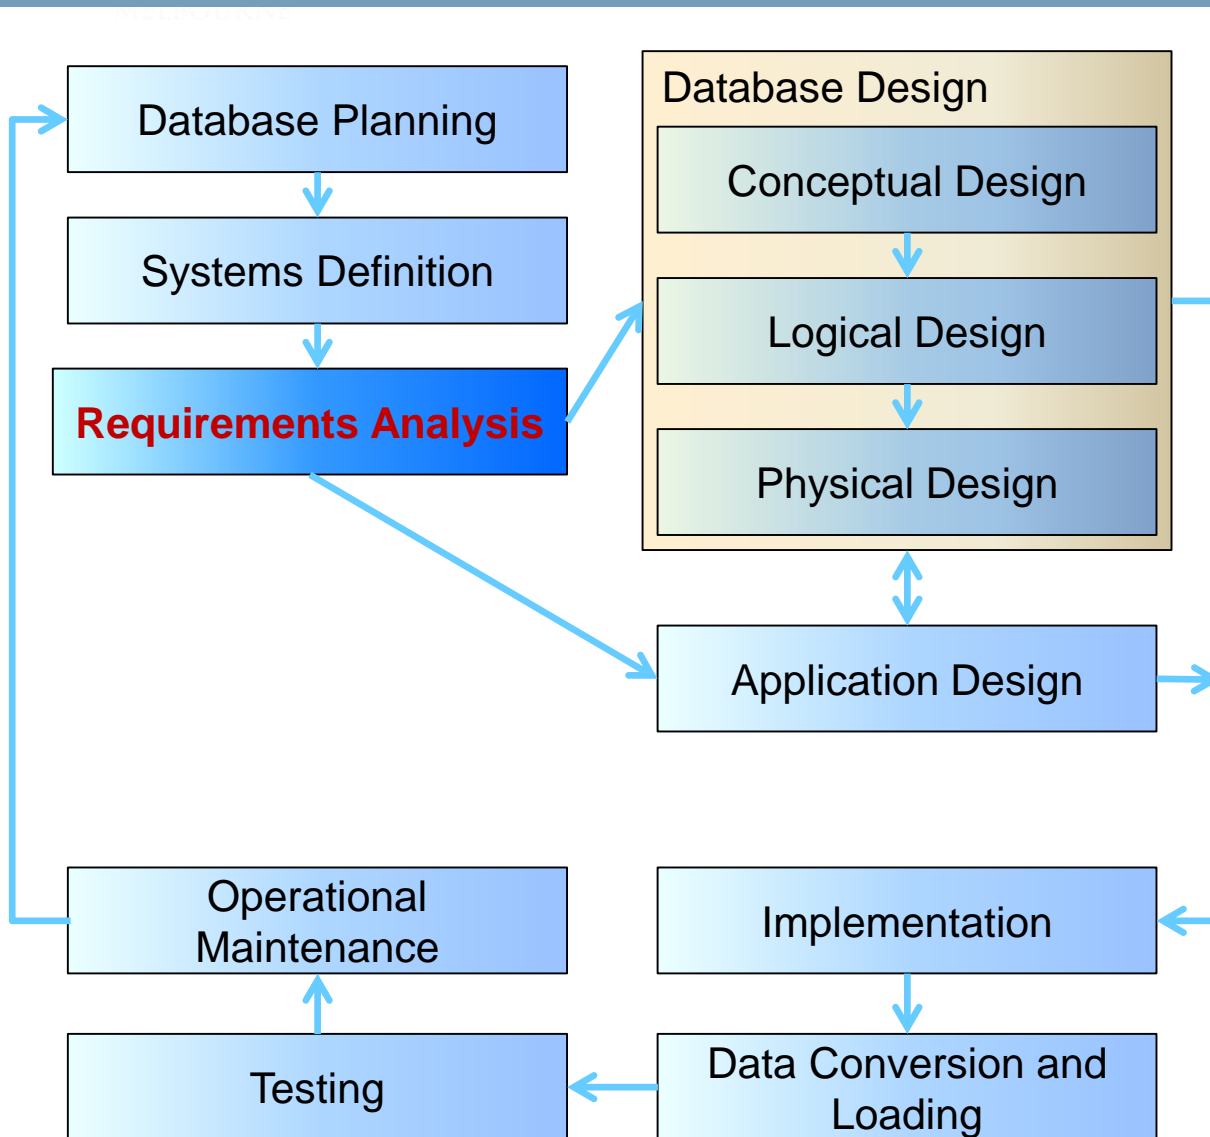 Database Planning
Systems Definition
Requirements Analysis
Database Design
Conceptual Design
Logical Design
Physical Design
Application Design
Operational
Maintenance
Implementation
Testing
Data Conversion and
Loading